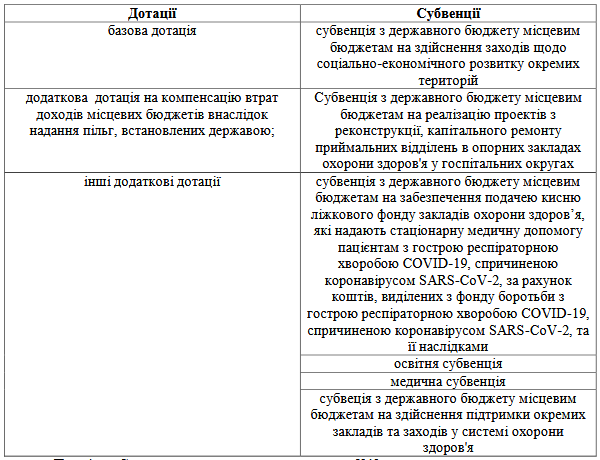 Дотації
Субвенції
базова дотація
субвенція з державного бюджету місцевим
бюджетам на здійснення заходів щодо
соціально-економічного розвитку окремих
територій
додаткова дотація на компенсацію втрат
доходів місцевих бюджетів внаслідок
надання пільг, встановлених державою;
Субвенція з державного бюджету місцевим
бюджетам на реалізацію проектів з
реконструкції, капітального ремонту
приймальних відділень в опорних закладах
охорони здоров'я у госпітальних округах
інші додаткові дотації
субвенція з державного бюджету місцевим
бюджетам на забезпечення подачею кисню
ліжкового фонду закладів охорони здоров’я,
які надають стаціонарну медичну допомогу
пацієнтам з гострою респіраторною
хворобою COVID-19, спричиненою
коронавірусом SARS-CoV-2, за рахунок
коштів, виділених з фонду боротьби з
гострою респіраторною хворобою COVID-19,
спричиненою коронавірусом SARS-CoV-2, та
її наслідками
освітня субвенція
медична субвенція
субвеція з державного бюджету місцевим
бюджетам на здійснення підтримки окремих
закладів та заходів у системі охорони
здоров'я